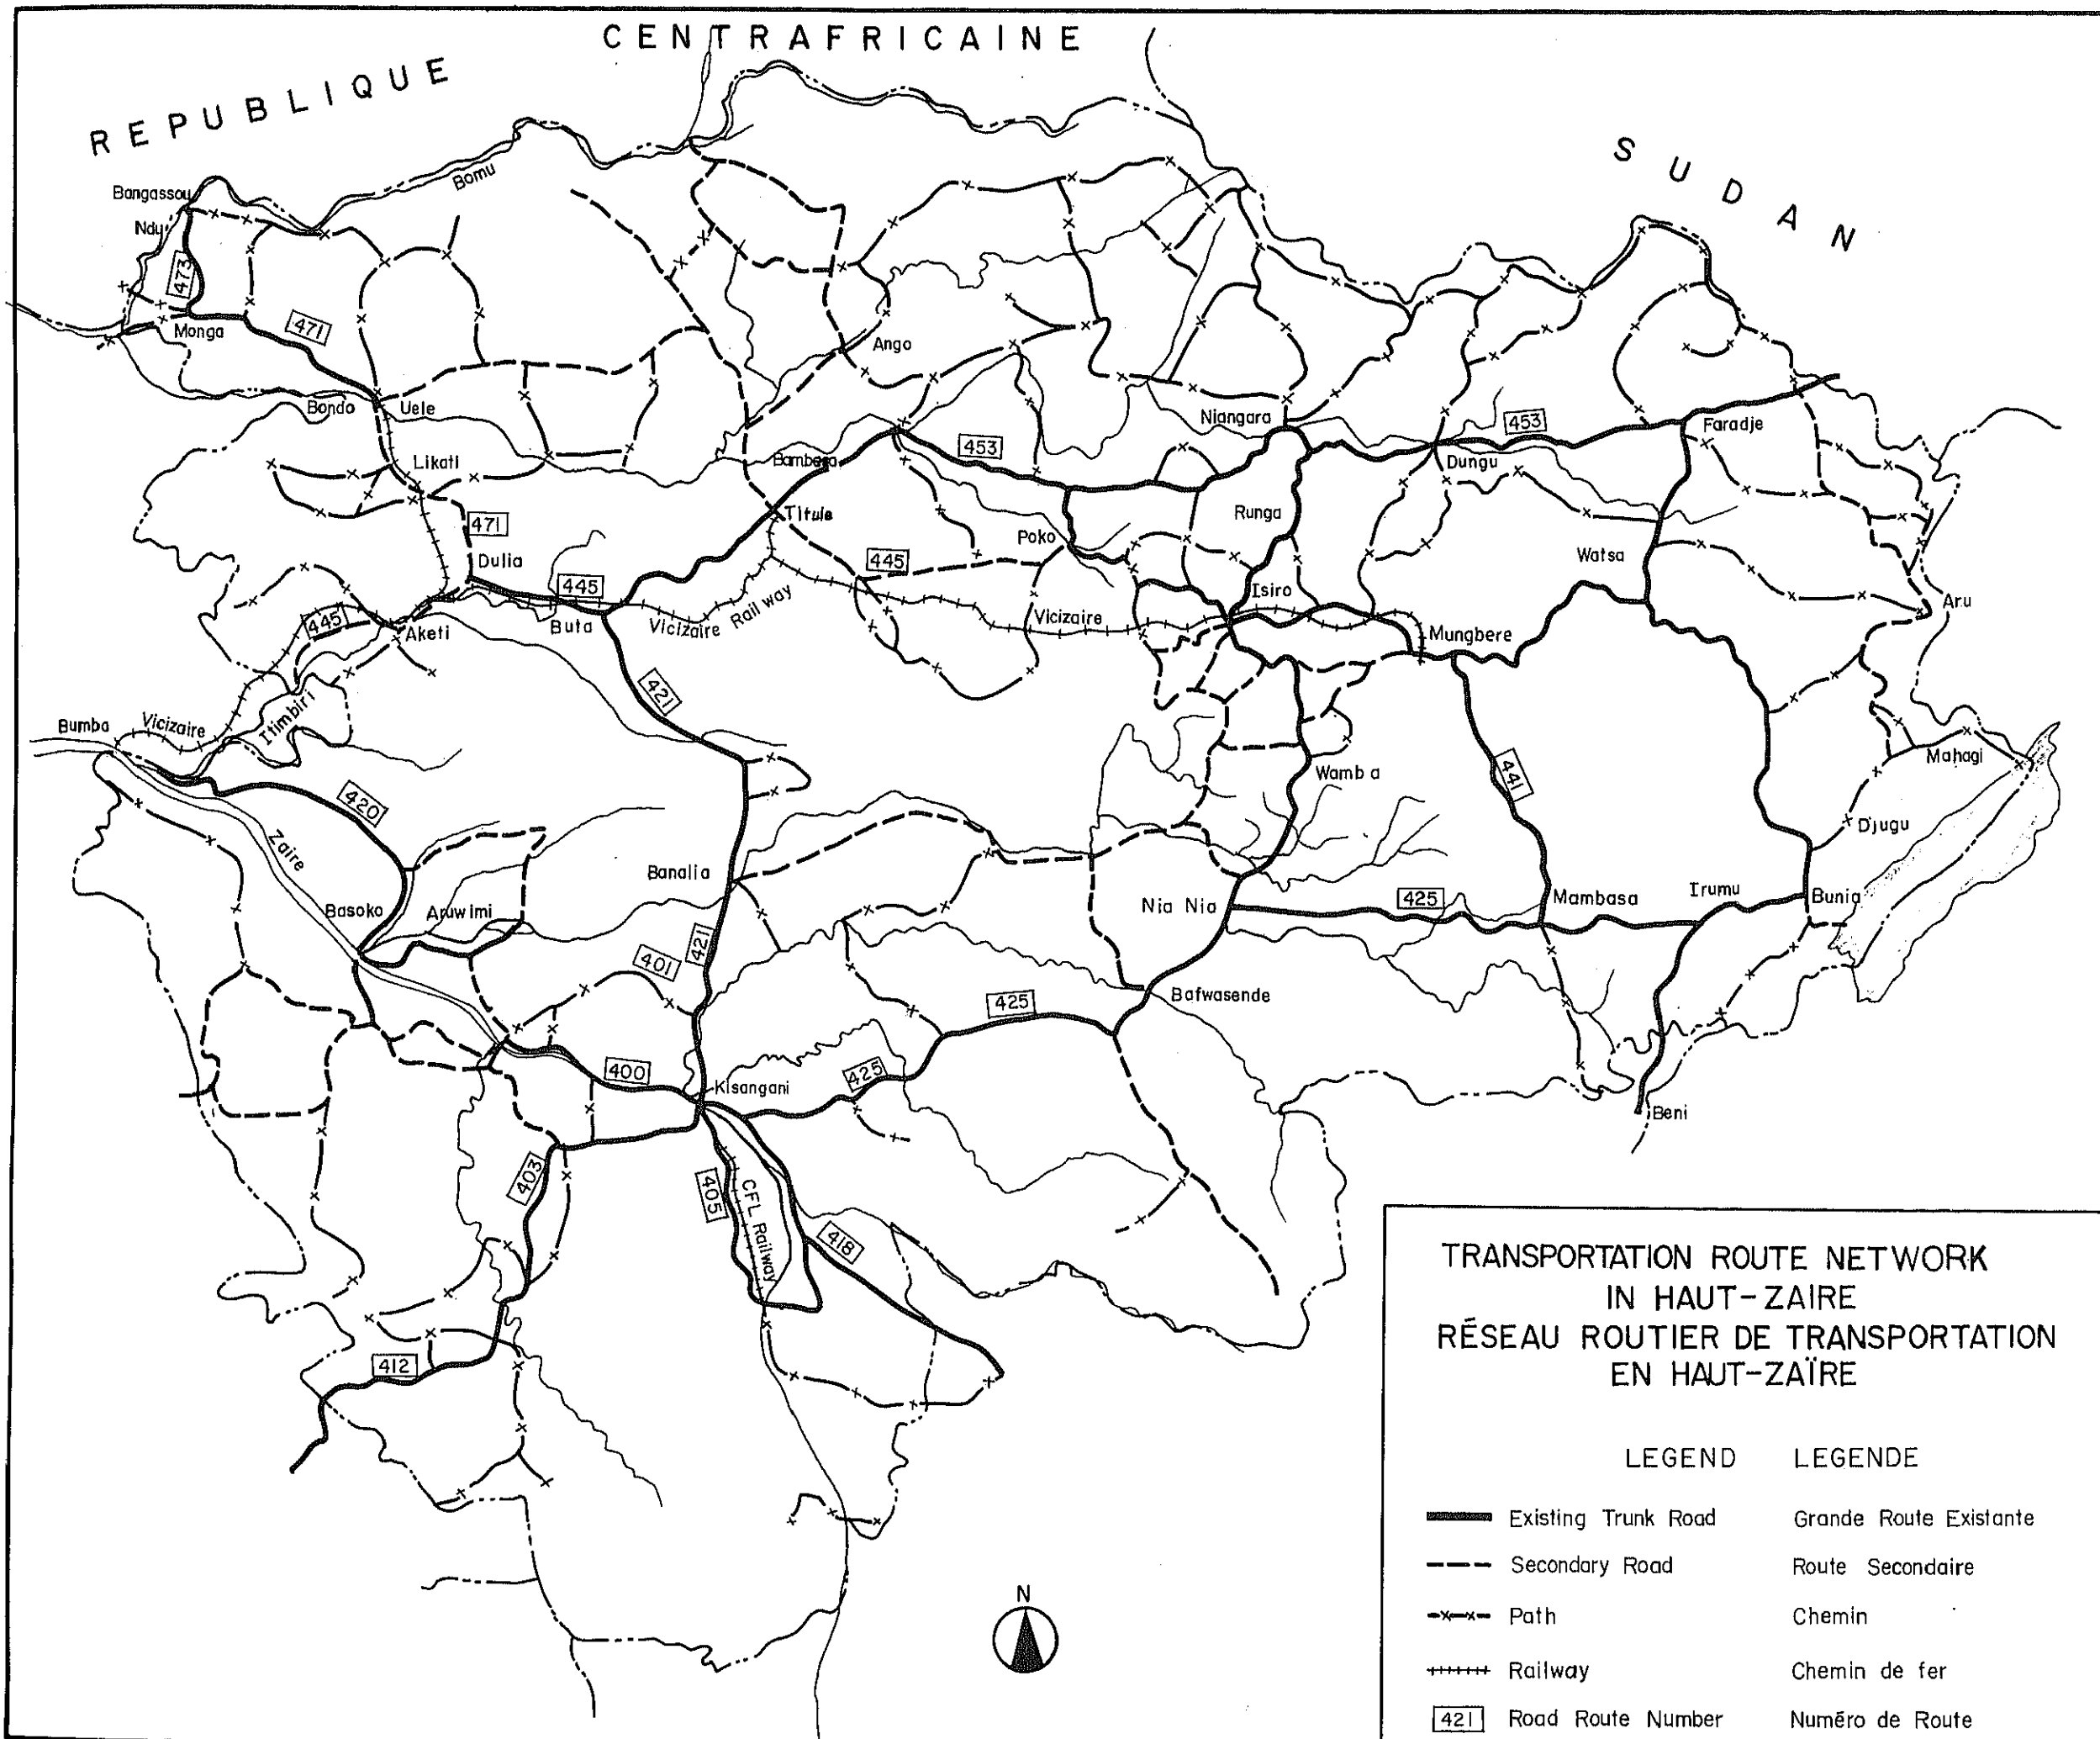 REPUBLIQUE CENTRAFRICAINE
SUDAN
Bomu
Bangassou
Ndu
473
Monga
471
Bondo
Uele
Ango
Niangara
453
Faradje
Dungu
Likati
Bambera
453
Titule
Runga
471
Poko
Watsa
Dulia
445
445
Isiro
Aru
445
Aketi
Buta
Vicizaire Railway
Vicizaire
Mungbere
421
Itimbiri
Bumba
Vicizaire
Mahagi
Wamba
441
420
Djugu
Zaire
Banalia
Basoko
Aruwimi
Nia Nia
425
Mambasa
Irumu
Bunia
421
401
Bafwasende
425
400
Kisangani
425
Beni
403
405
CFL Railway
418
412
TRANSPORTATION ROUTE NETWORK
IN HAUT-ZAIRE
RÉSEAU ROUTIER DE TRANSPORTATION
EN HAUT-ZAÏRE
LEGEND LEGENDE
Existing Trunk Road Grande Route Existante
Secondary Road Route Secondaire
Path Chemin
Railway Chemin de fer
421 Road Route Number Numéro de Route
N